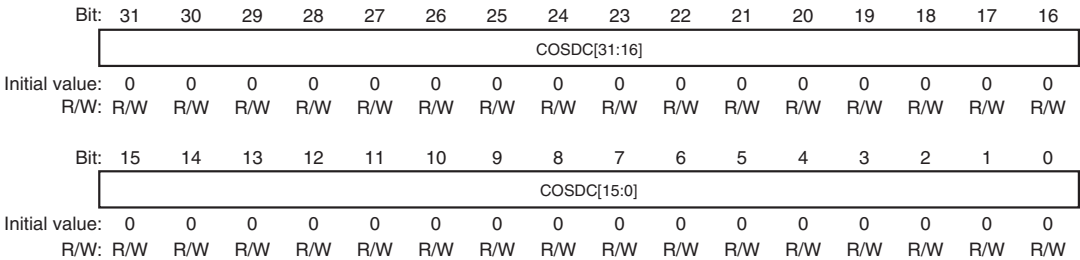 Bit: 31 30 29 28 27 26 25 24 23 22 21 20 19 18 17 16
COSDC[31:16]
Initial value: 0 0 0 0 0 0 0 0 0 0 0 0 0 0 0 0
R/W: R/W R/W R/W R/W R/W R/W R/W R/W R/W R/W R/W R/W R/W R/W R/W R/W
Bit: 15 14 13 12 11 10 9 8 7 6 5 4 3 2 1 0
COSDC[15:0]
Initial value: 0 0 0 0 0 0 0 0 0 0 0 0 0 0 0 0
R/W: R/W R/W R/W R/W R/W R/W R/W R/W R/W R/W R/W R/W R/W R/W R/W R/W